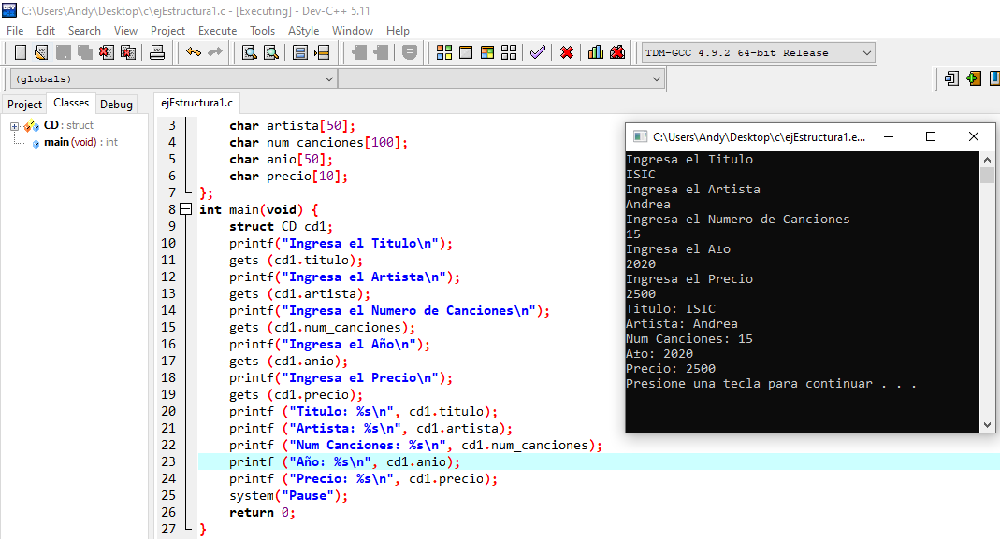 C:\Users\Andy\Desktop\c\ejEstructura1.c - [Executing] - Dev-C++ 5.11
File Edit Search View Project Execute Tools AStyle Window Help
TDM-GCC 4.9.2 64-bit Release
(globals)
Project Classes Debug
ejEstructura1.c
CD : struct
main (void) : int
3 char artista[50];
4 char num_canciones[100];
5 char anio[50];
6 char precio[10];
7 };
8 int main(void) {
9 struct CD cd1;
10 printf("Ingresa el Titulo\n");
11 gets (cd1.titulo);
12 printf("Ingresa el Artista\n");
13 gets (cd1.artista);
14 printf("Ingresa el Numero de Canciones\n");
15 gets (cd1.num_canciones);
16 printf("Ingresa el Año\n");
17 gets (cd1.anio);
18 printf("Ingresa el Precio\n");
19 gets (cd1.precio);
20 printf ("Titulo: %s\n", cd1.titulo);
21 printf ("Artista: %s\n", cd1.artista);
22 printf ("Num Canciones: %s\n", cd1.num_canciones);
23 printf ("Año: %s\n", cd1.anio);
24 printf ("Precio: %s\n", cd1.precio);
25 system("Pause");
26 return 0;
27 }
C:\Users\Andy\Desktop\c\ejEstructura1.e...
Ingresa el Titulo
ISIC
Ingresa el Artista
Andrea
Ingresa el Numero de Canciones
15
Ingresa el A±o
2020
Ingresa el Precio
2500
Titulo: ISIC
Artista: Andrea
Num Canciones: 15
A±o: 2020
Precio: 2500
Presione una tecla para continuar . . .